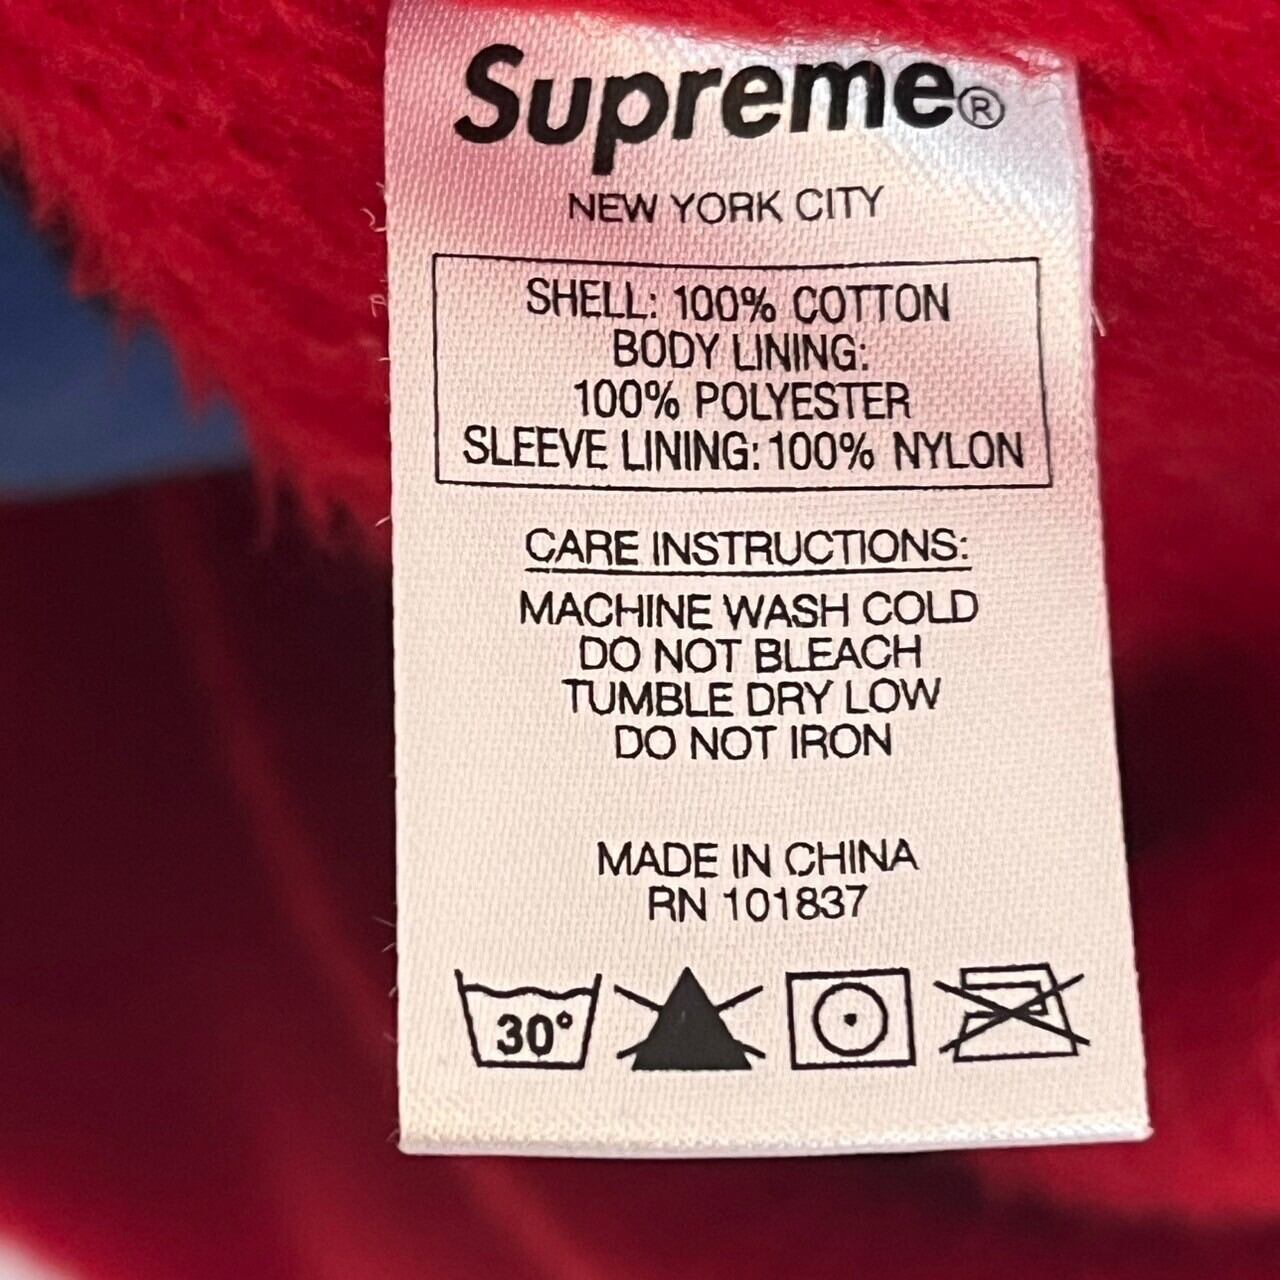 Supreme®
NEW YORK CITY
SHELL: 100% COTTON
BODY LINING:
100% POLYESTER
SLEEVE LINING: 100% NYLON
CARE INSTRUCTIONS:
MACHINE WASH COLD
DO NOT BLEACH
TUMBLE DRY LOW
DO NOT IRON
MADE IN CHINA
RN 101837
30°